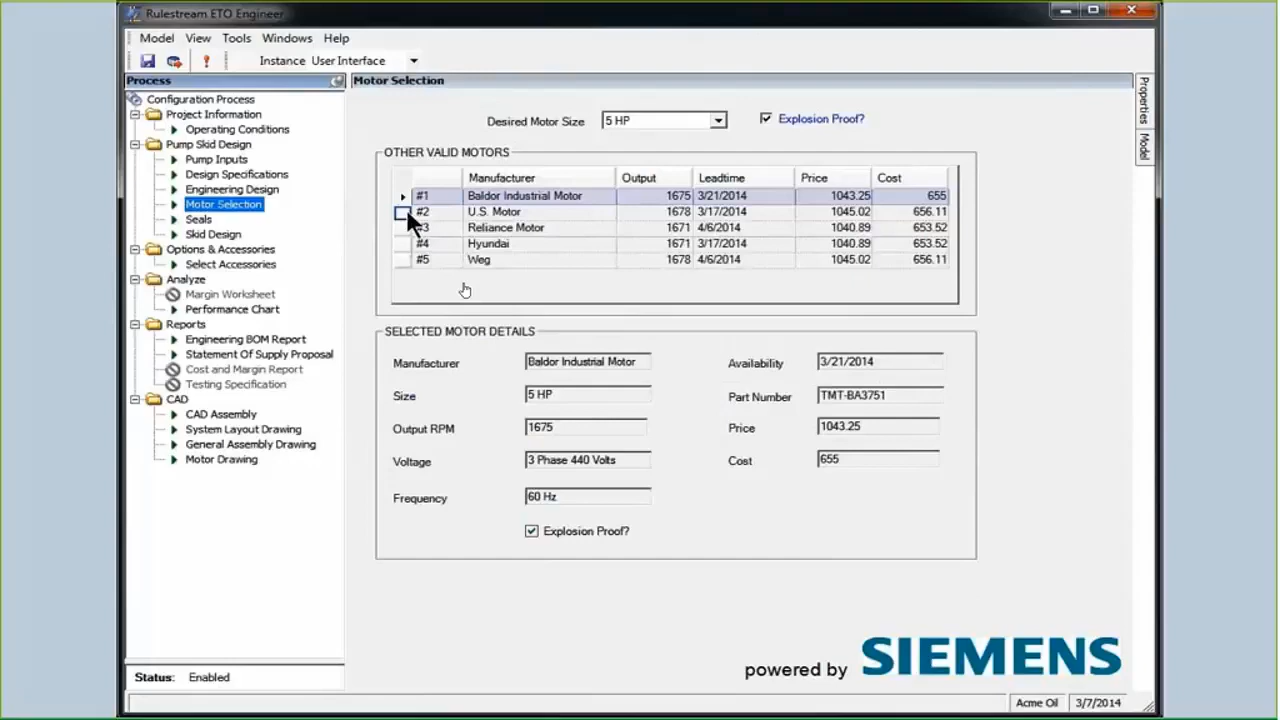 Rulestream ETO Engineer
Model View Tools Windows Help
Instance User Interface
Process
Configuration Process
Project Information
Operating Conditions
Pump Skid Design
Pump Inputs
Design Specifications
Engineering Design
Motor Selection
Seals
Skid Design
Options & Accessories
Select Accessories
Analyze
Margin Worksheet
Performance Chart
Reports
Engineering BOM Report
Statement Of Supply Proposal
Cost and Margin Report
Testing Specification
CAD
CAD Assembly
System Layout Drawing
General Assembly Drawing
Motor Drawing
Status: Enabled
Motor Selection
Desired Motor Size 5 HP Explosion Proof?
OTHER VALID MOTORS
Manufacturer Output Leadtime Price Cost
#1 Baldor Industrial Motor 1675 3/21/2014 1043.25 655
#2 U.S. Motor 1678 3/17/2014 1045.02 656.11
#3 Reliance Motor 1671 4/6/2014 1040.89 653.52
#4 Hyundai 1671 3/17/2014 1040.89 653.52
#5 Weg 1678 4/6/2014 1045.02 656.11
SELECTED MOTOR DETAILS
Manufacturer Baldor Industrial Motor Availability 3/21/2014
Size 5 HP Part Number TMT-BA3751
Output RPM 1675 Price 1043.25
Voltage 3 Phase 440 Volts Cost 655
Frequency 60 Hz
Explosion Proof?
powered by SIEMENS
Acme Oil 3/7/2014
Properties
Model